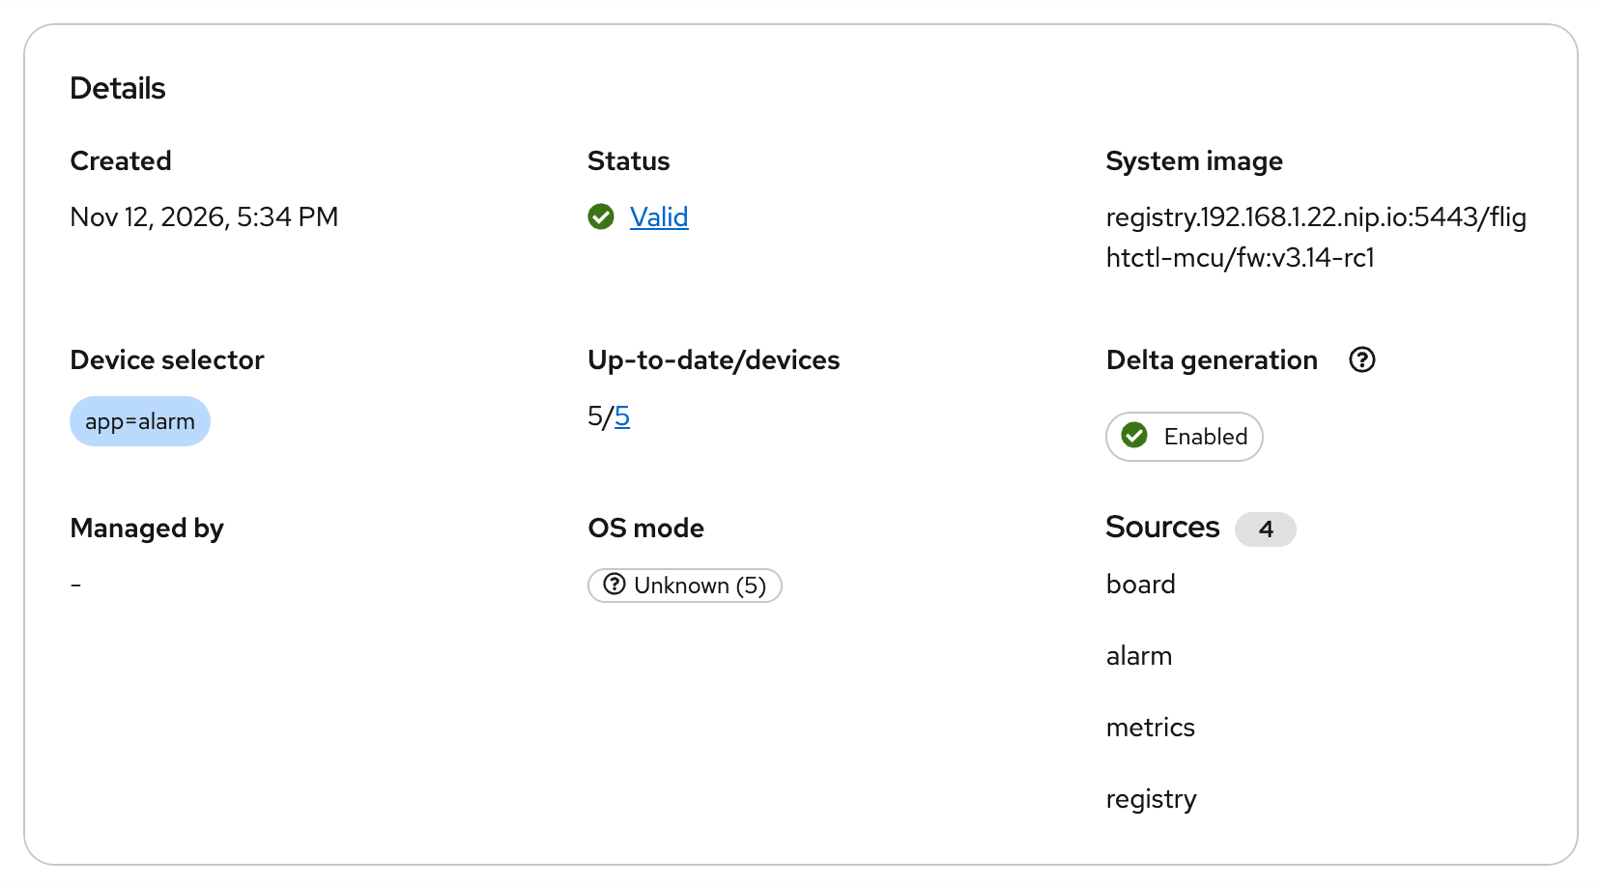 Details
Created
Nov 12, 2026, 5:34 PM
Status
Valid
System image
registry.192.168.1.22.nip.io:5443/flig
htctl-mcu/fw:v3.14-rc1
Device selector
app=alarm
Up-to-date/devices
5/5
Delta generation
Enabled
Managed by
-
OS mode
Unknown (5)
Sources 4
board
alarm
metrics
registry